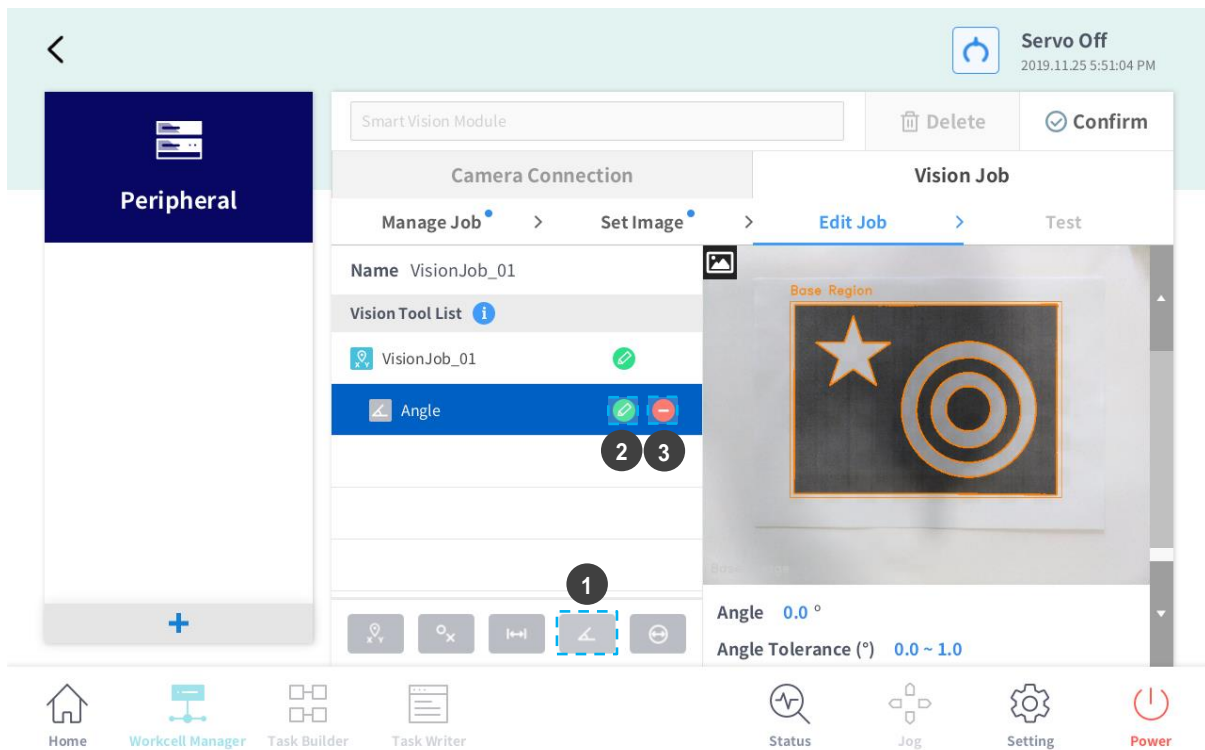 Servo Off
2019.11.25 5:51:04 PM
Peripheral
Smart Vision Module
Delete
Confirm
Camera Connection
Vision Job
Manage Job
>
Set Image
>
Edit Job
>
Test
Name VisionJob_01
Vision Tool List i
VisionJob_01
Angle
2
3
1
Base Region
Angle 0.0 °
Angle Tolerance (°) 0.0 ~ 1.0
+
Home
Workcell Manager
Task Builder
Task Writer
Status
Jog
Setting
Power